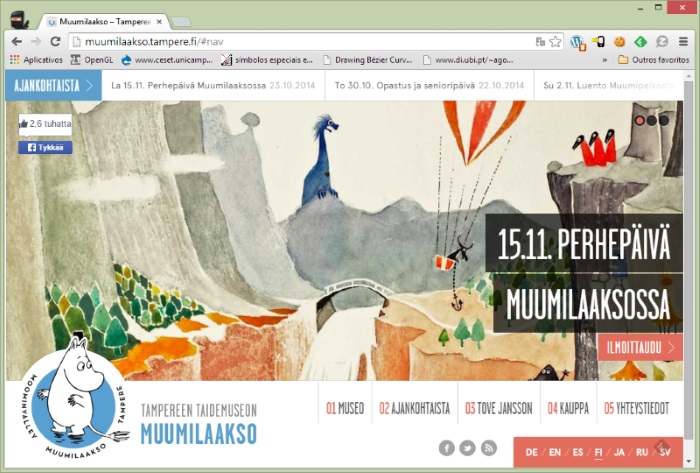 Muumilaakso – Tampereen
muumilaakso.tampere.fi/#nav
Aplicativos OpenGL www.ceset.unicamp... símbolos especiais e... Drawing Bézier Curv... www.di.ubi.pt/~ago... » Outros favoritos
AJANKOHTAISTA La 15.11. Perhepäivä Muumilaaksossa 23.10.2014 To 30.10. Opastus ja senioripäivä 22.10.2014 Su 2.11. Luento Muumipeikosta
2,6 tuhatta
Tykkää
15.11. PERHEPÄIVÄ
MUUMILAAKSOSSA
ILMOITTAUDU
MOOMINVALLEY TAMPERE MUUMILAAKSO
TAMPEREEN TAIDEMUSEON
MUUMILAAKSO
01 MUSEO 02 AJANKOHTAISTA 03 TOVE JANSSON 04 KAUPPA 05 YHTEYSTIEDOT
DE / EN / ES / FI / JA / RU / SV